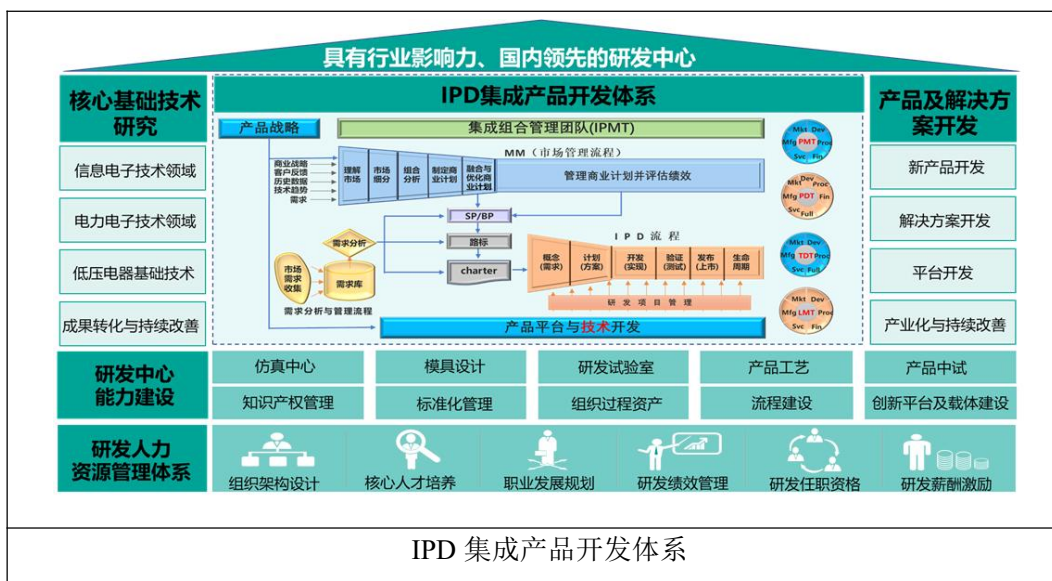 具有行业影响力、国内领先的研发中心
核心基础技术
研究
信息电子技术领域
电力电子技术领域
低压电器基础技术
成果转化与持续改善
IPD集成产品开发体系
产品战略
集成组合管理团队(IPMT)
MM（市场管理流程）
商业战略
客户反馈
历史数据
技术趋势
需求
理解
市场
市场
细分
组合
分析
制定商
业计划
融合与
优化商
业计划
管理商业计划并评估绩效
SP/BP
需求分析
路标
charter
市场
需求
收集
需求库
需求分析与管理流程
IPD流程
概念
(需求)
计划
(方案)
开发
(实现)
验证
(测试)
发布
(上市)
生命
周期
研发项目管理
产品平台与技术开发
Mkt Dev
PMT Proc
Svc Fin
Mkt Dev Proc
Mfg PDT Fin
Svc Full
Mkt Dev
Mfg TDT Proc
Svc Full
Mkt Dev
Mfg LMT Proc
Svc Fin
产品及解决方
案开发
新产品开发
解决方案开发
平台开发
产业化与持续改善
研发中心
能力建设
仿真中心
模具设计
研发试验室
产品工艺
产品中试
知识产权管理
标准化管理
组织过程资产
流程建设
创新平台及载体建设
研发人力
资源管理体系
组织架构设计
核心人才培养
职业发展规划
研发绩效管理
研发任职资格
研发薪酬激励
IPD 集成产品开发体系